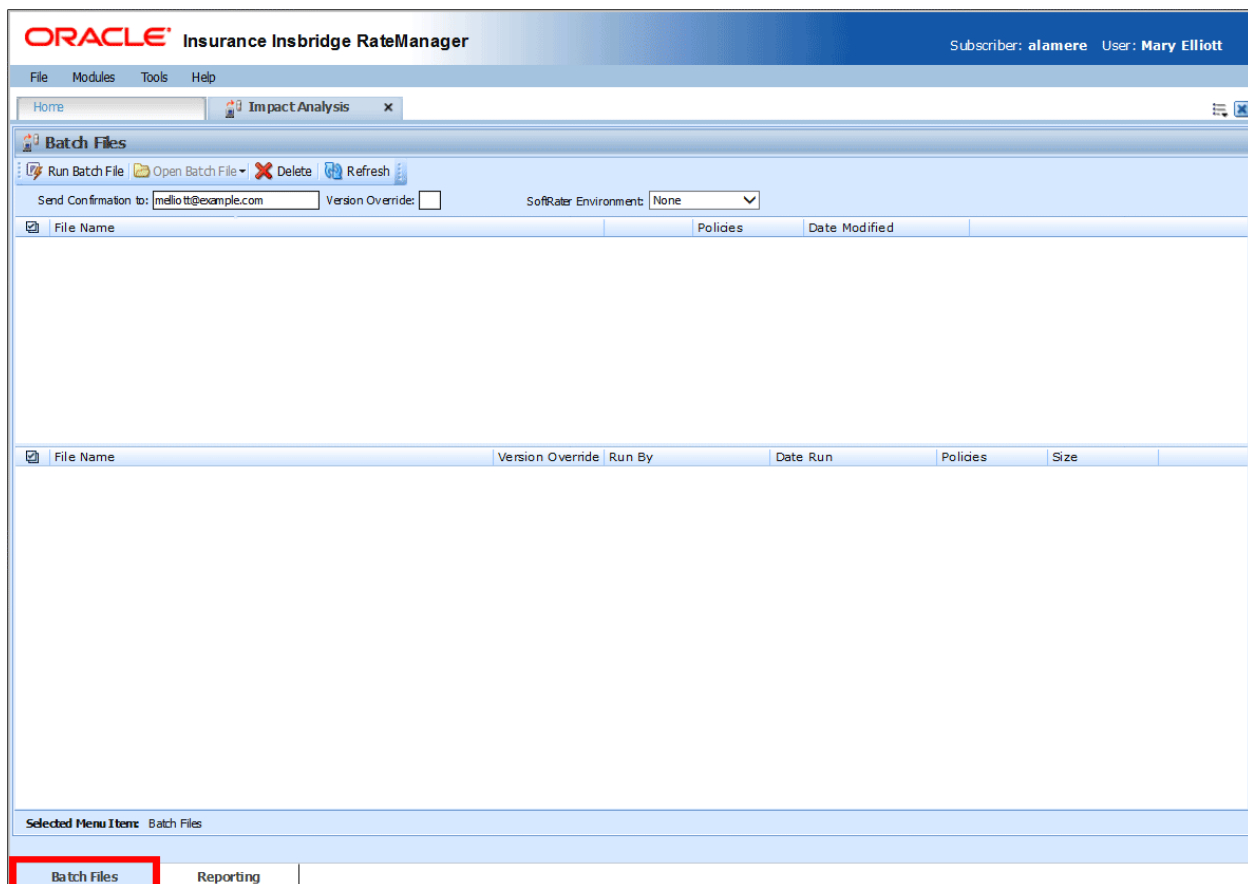 ORACLE Insurance Insbridge RateManager
Subscriber: alamere User: Mary Elliott
File Modules Tools Help
Home Impact Analysis x
Batch Files
Run Batch File Open Batch File Delete Refresh
Send Confirmation to: melliott@example.com Version Override: SoftRater Environment: None
File Name Policies Date Modified
File Name Version Override Run By Date Run Policies Size
Selected Menu Item: Batch Files
Batch Files Reporting